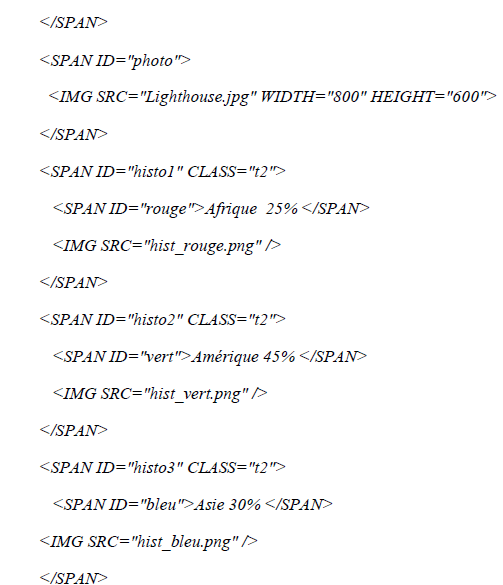 </SPAN>
<SPAN ID="photo">
<IMG SRC="Lighthouse.jpg" WIDTH="800" HEIGHT="600">
</SPAN>
<SPAN ID="histo1" CLASS="t2">
<SPAN ID="rouge">Afrique  25% </SPAN>
<IMG SRC="hist_rouge.png" />
</SPAN>
<SPAN ID="histo2" CLASS="t2">
<SPAN ID="vert">Amérique 45% </SPAN>
<IMG SRC="hist_vert.png" />
</SPAN>
<SPAN ID="histo3" CLASS="t2">
<SPAN ID="bleu">Asie 30% </SPAN>
<IMG SRC="hist_bleu.png" />
</SPAN>